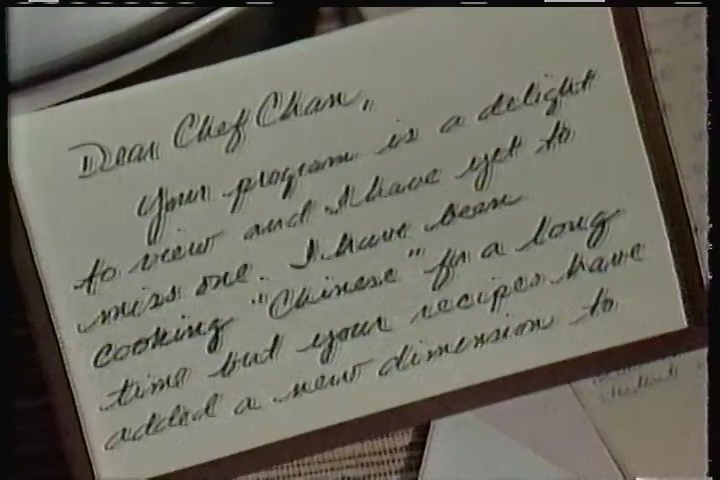 Dear Chef Chan,
Your program is a delight
to view and I have yet to
miss one. I have been
cooking "Chinese" for a long
time but your recipes have
added a new dimension to
students